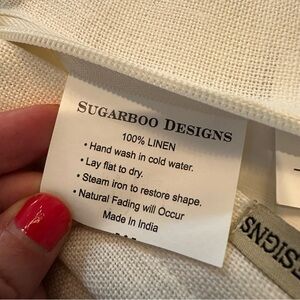 SUGARBOO DESIGNS
100% LINEN
• Hand wash in cold water.
• Lay flat to dry.
• Steam iron to restore shape.
• Natural Fading will Occur
Made In India
SIGNS